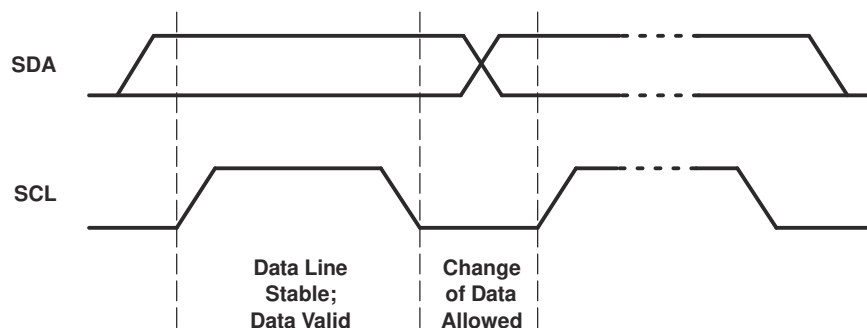 SDA
SCL
Data Line
Stable;
Data Valid
Change
of Data
Allowed